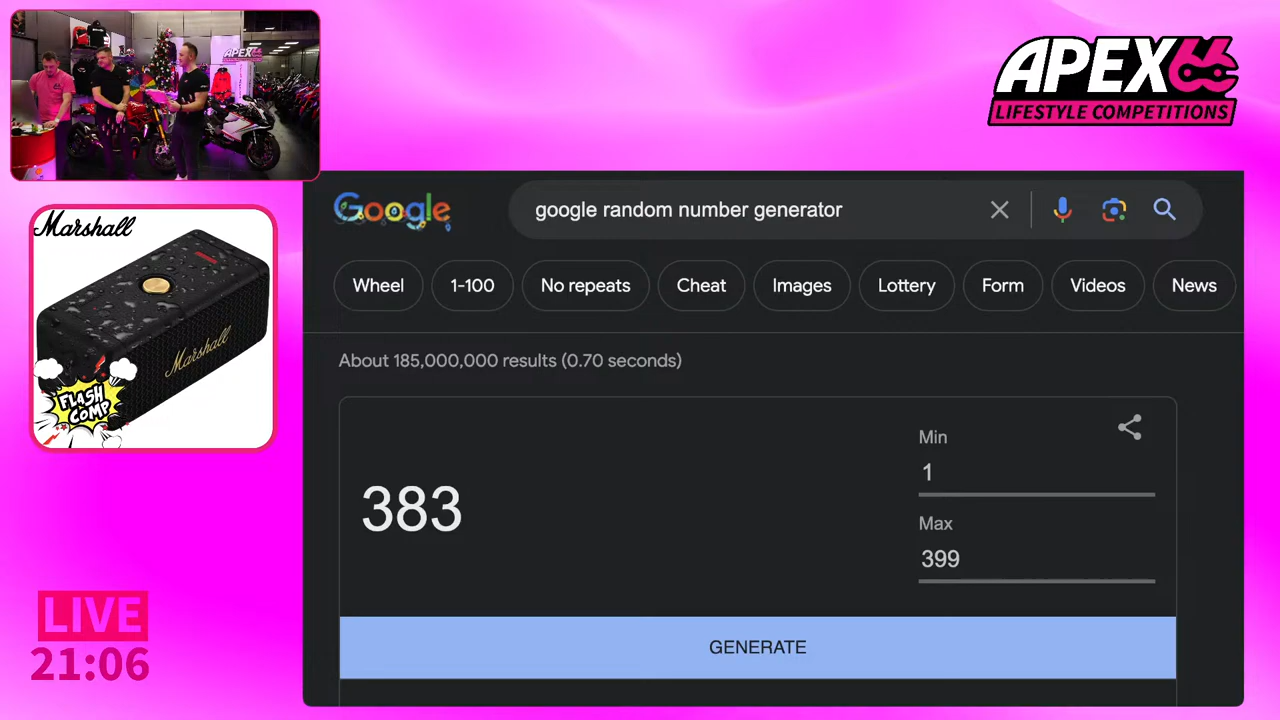 APEX66
APEX66
LIFESTYLE COMPETITIONS
Google
google random number generator
Wheel
1-100
No repeats
Cheat
Images
Lottery
Form
Videos
News
About 185,000,000 results (0.70 seconds)
Marshall
Marshall
FLASH
COMP
383
Min
1
Max
399
GENERATE
LIVE
21:06